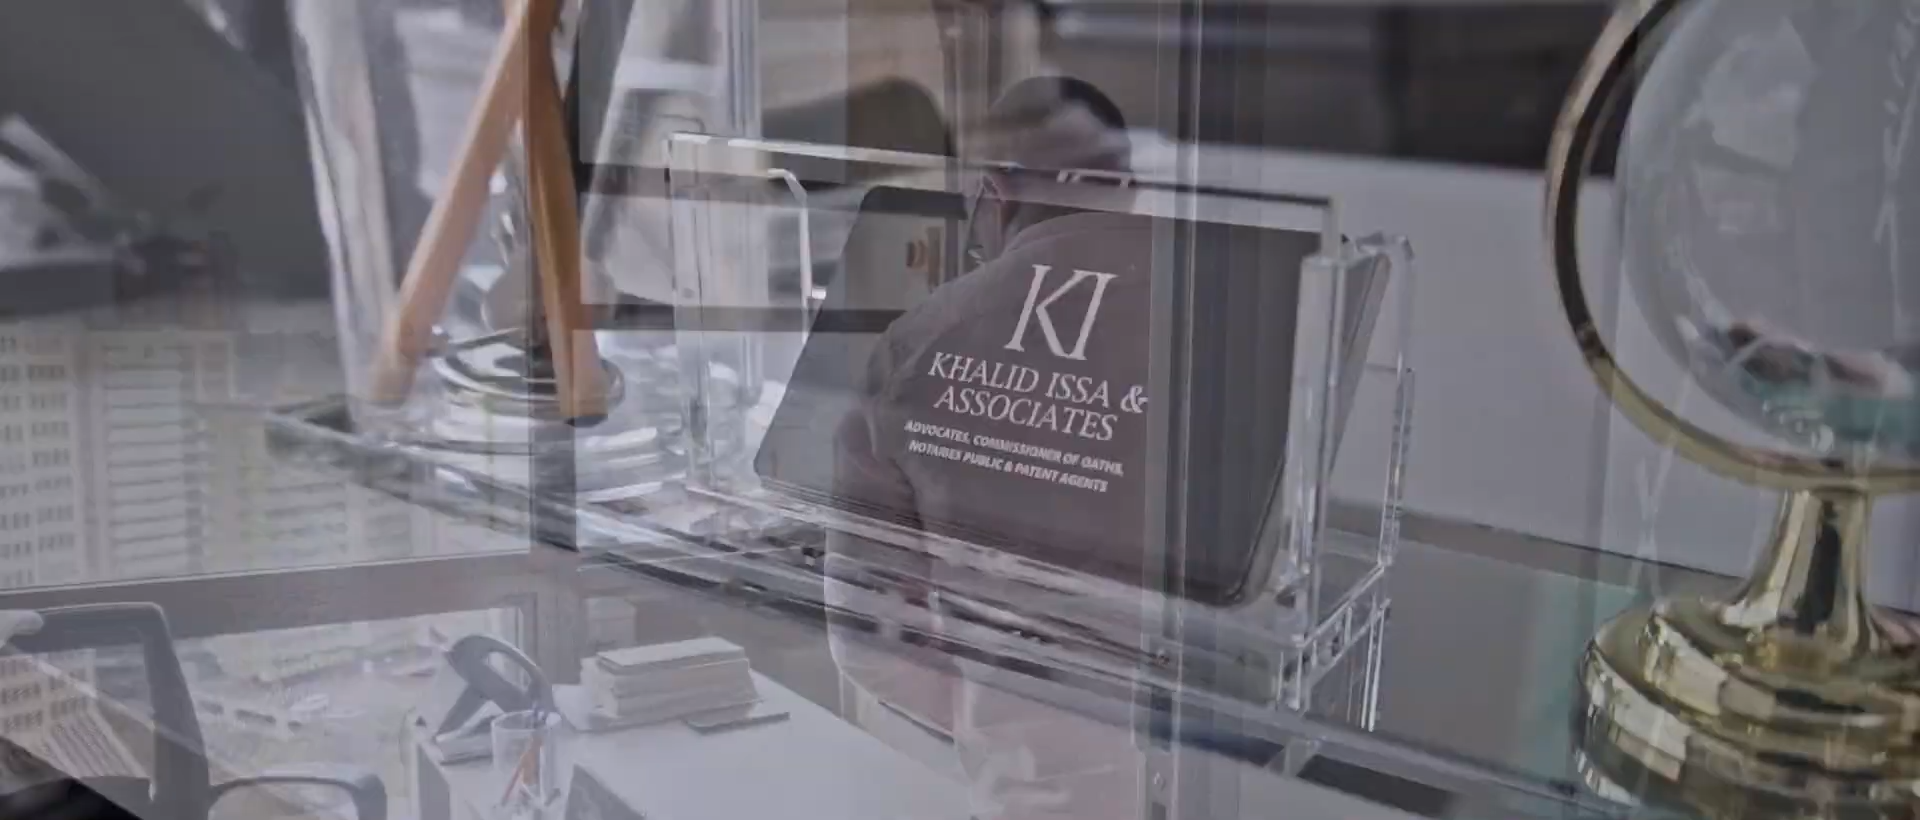 KI
KHALID ISSA &
ASSOCIATES
ADVOCATES, COMMISSIONER OF OATHS,
NOTARIES PUBLIC & PATENT AGENTS